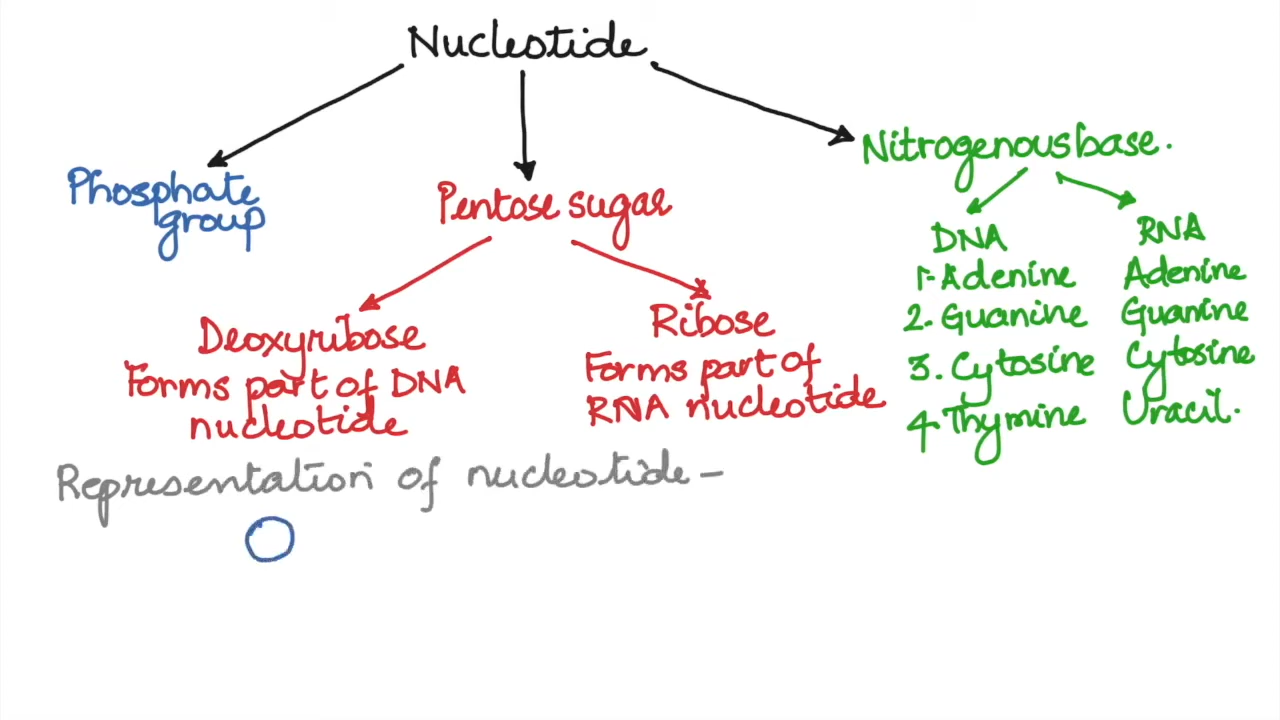 Nucleotide
Phosphate
group
Pentose sugar
Nitrogenous base.
Deoxyribose
Forms part of DNA
nucleotide
Ribose
Forms part of
RNA nucleotide
DNA
1. Adenine
2. Guanine
3. Cytosine
4. Thymine
RNA
Adenine
Guanine
Cytosine
Uracil.
Representation of nucleotide –